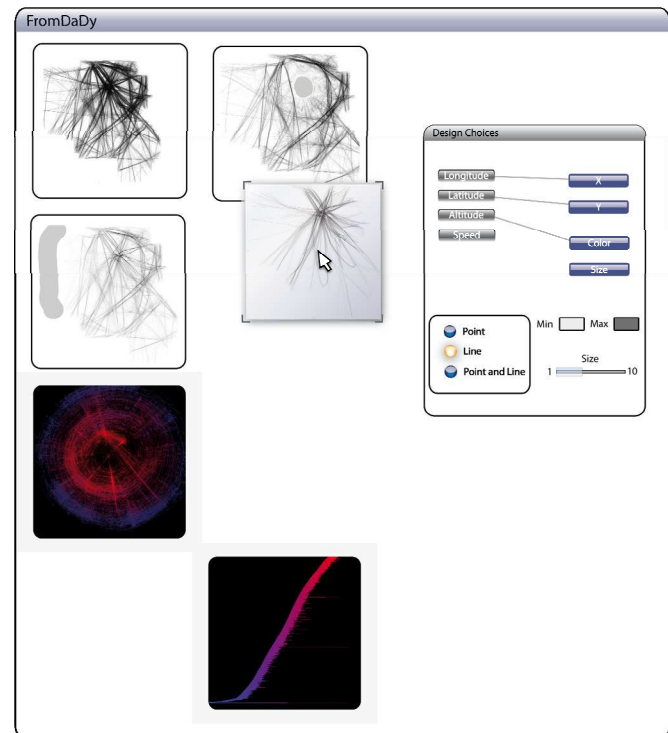 FromDaDy
Design Choices
Longitude
X
Latitude
Y
Altitude
Speed
Color
Size
Point
Min
Max
Line
Size
Point and Line
1
10